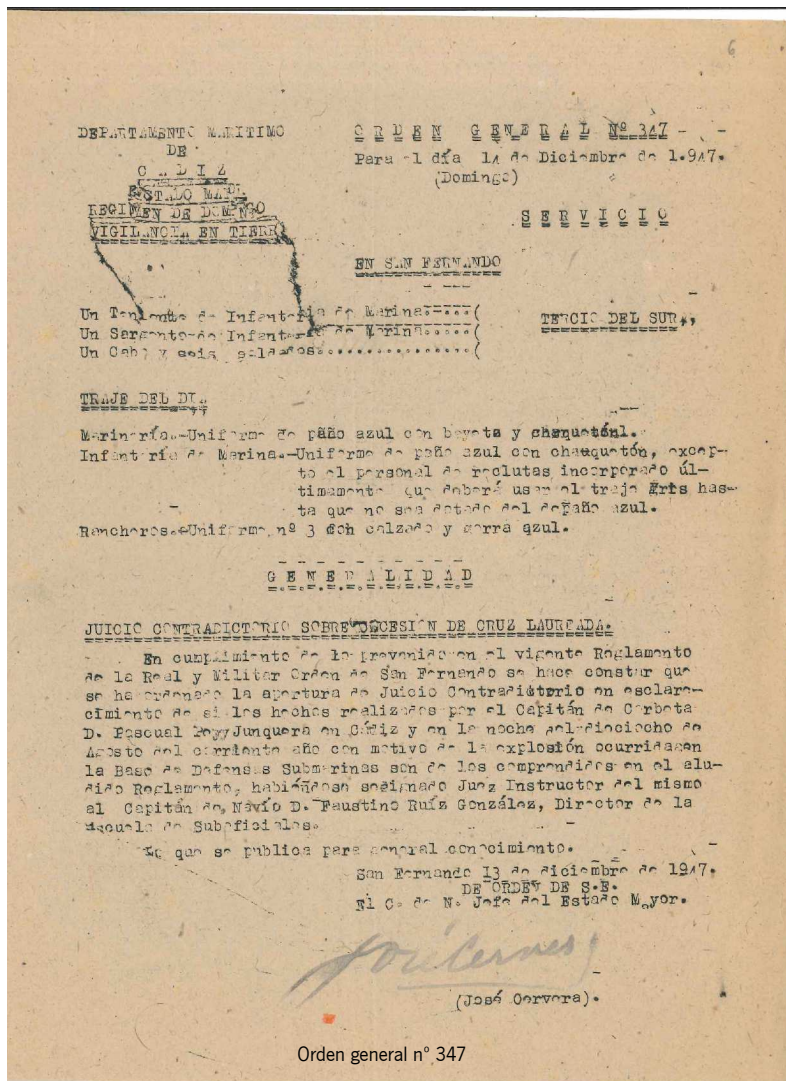 6
DEPARTAMENTO MARITIMO
DE
C A D I Z
ESTADO MAYOR
REGIMEN DE DOMINGO
VIGILANCIA EN TIERRA
O R D E N G E N E R A L Nº 347 - -
Para el día 14 de Diciembre de 1.947.
(Domingo)
S E R V I C I O
EN SAN FERNANDO
Un Teniente de Infantería de Marina.-...(
Un Sargento de Infantería de Marina.....(
Un Cabo y seis soldados.................(
TERCIO DEL SUR.,
TRAJE DEL DIA
Marinería.-Uniforme de paño azul con bayeta y chaquetónl.
Infantería de Marina.-Uniforme de paño azul con chauquetón, excep-
to el personal de reclutas incorporado úl-
timamente que deberá usar el traje gris has-
ta que no sea dotado del de paño azul.
Rancheros.-Uniforme nº 3 con calzado y gorra azul.
G E N E R A L I D A D
JUICIO CONTRADICTORIO SOBRE CESION DE CRUZ LAUREADA.
En cumplimiento de lo prevenido en el vigente Reglamento
de la Real y Militar Orden de San Fernando se hace constar que
se ha ordenado la apertura de Juicio Contradictorio en esclare-
cimiento de si los hechos realizados por el Capitán de Corbeta
D. Pascual Pery Junquera en Cádiz y en la noche del dieciocho de
Agosto del corriente año con motivo de la explosión ocurrida en
la Base de Defensas Submarinas son de los comprendidos en el alu-
dido Reglamento, habiéndose designado Juez Instructor del mismo
al Capitán de Navío D. Faustino Ruíz González, Director de la
Escuela de Suboficiales.
Lo que se publica para general conocimiento.
San Fernando 13 de diciembre de 1947.
DE ORDEN DE S.E.
El C. de N. Jefe del Estado Mayor.
José Cervera
(José Cervera).
Orden general n° 347